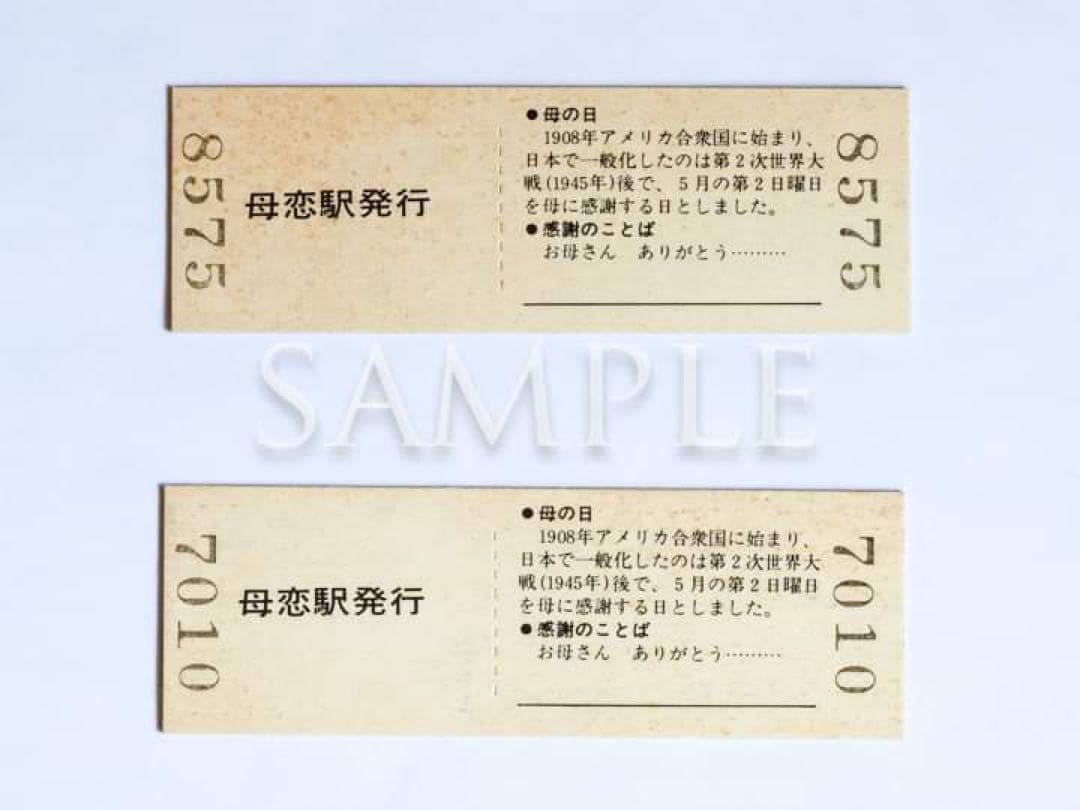 8575
母恋駅発行
●母の日
1908年アメリカ合衆国に始まり、
日本で一般化したのは第2次世界大
戦(1945年)後で、5月の第2日曜日
を母に感謝する日としました。
●感謝のことば
お母さん　ありがとう………
8575
SAMPLE
7010
母恋駅発行
●母の日
1908年アメリカ合衆国に始まり、
日本で一般化したのは第2次世界大
戦(1945年)後で、5月の第2日曜日
を母に感謝する日としました。
●感謝のことば
お母さん　ありがとう………
7010